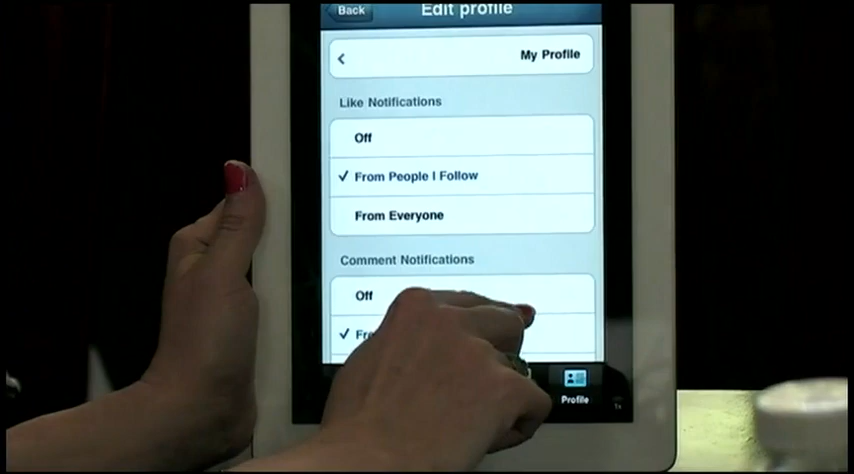 Back
Edit profile
My Profile
Like Notifications
Off
From People I Follow
From Everyone
Comment Notifications
Off
Profile